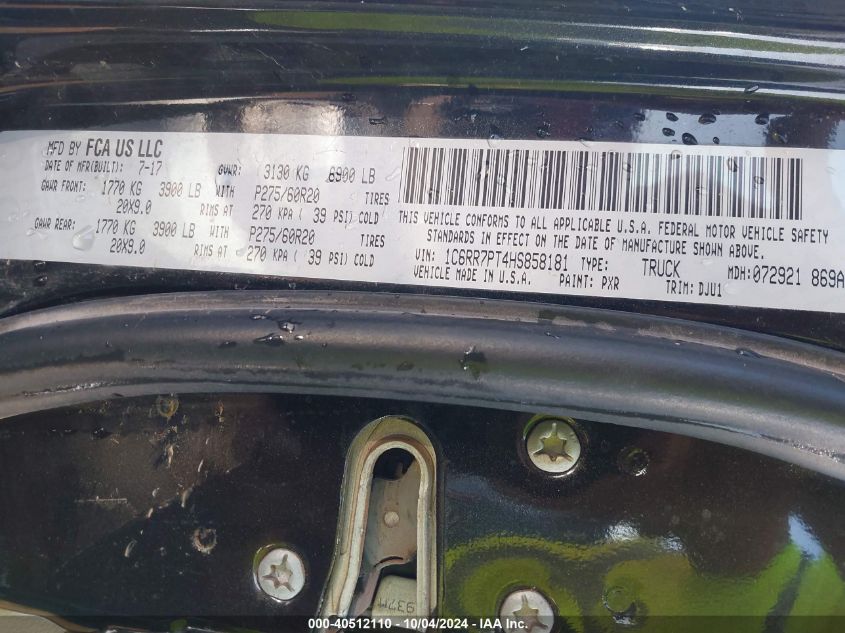 MFD BY FCA US LLC
DATE OF MFR(BUILT): 7-17 GVWR: 3130 KG 6900 LB
GAWR FRONT: 1770 KG 3900 LB WITH P275/60R20 TIRES
20X9.0 RIMS AT 270 KPA ( 39 PSI) COLD
GAWR REAR: 1770 KG 3900 LB WITH P275/60R20 TIRES
20X9.0 RIMS AT 270 KPA ( 39 PSI) COLD
THIS VEHICLE CONFORMS TO ALL APPLICABLE U.S.A. FEDERAL MOTOR VEHICLE SAFETY
STANDARDS IN EFFECT ON THE DATE OF MANUFACTURE SHOWN ABOVE.
VIN: 1C6RR7PT4HS858181 TYPE: TRUCK MDH:072921 869A
VEHICLE MADE IN U.S.A. PAINT: PXR TRIM: DJU1
000-40512110 - 10/04/2024 - IAA Inc.